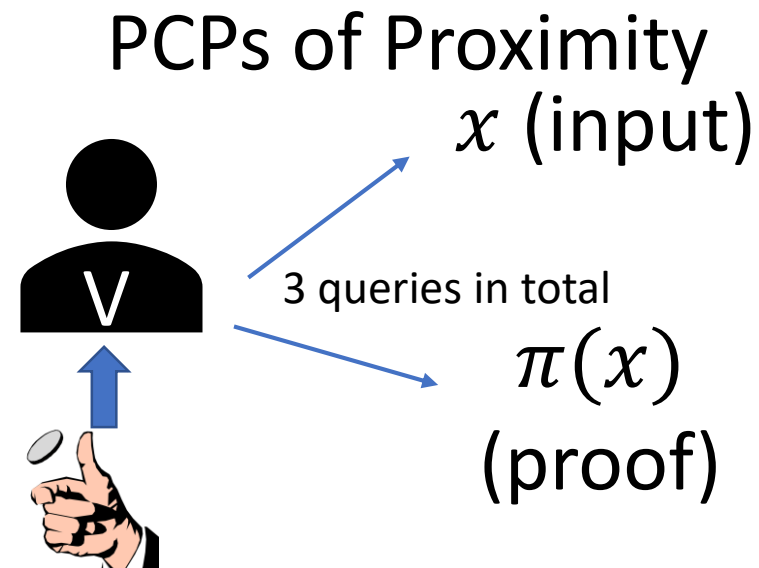 PCPs of Proximity
x (input)
V
3 queries in total
π(x)
(proof)